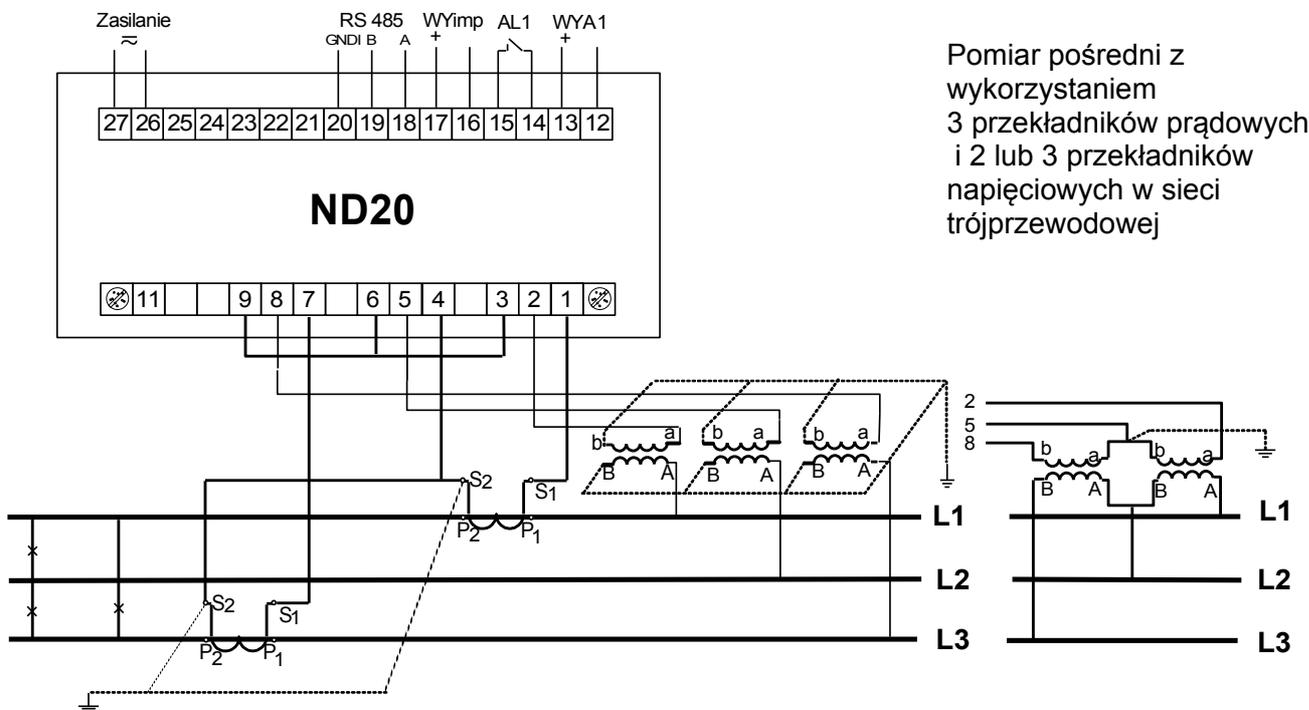 Zasilanie RS 485 WYimp AL1 WYA1
≂ GNDI B A + +
Pomiar pośredni z
wykorzystaniem
3 przekładników prądowych
i 2 lub 3 przekładników
napięciowych w sieci
trójprzewodowej
27 26 25 24 23 22 21 20 19 18 17 16 15 14 13 12
ND20
11 9 8 7 6 5 4 3 2 1
2
5
8
b a b a b a
B A B A B A
b a b a
B A B A
S2 S1
P2 P1
L1 L1
L2 L2
S2 S1
P2 P1
L3 L3